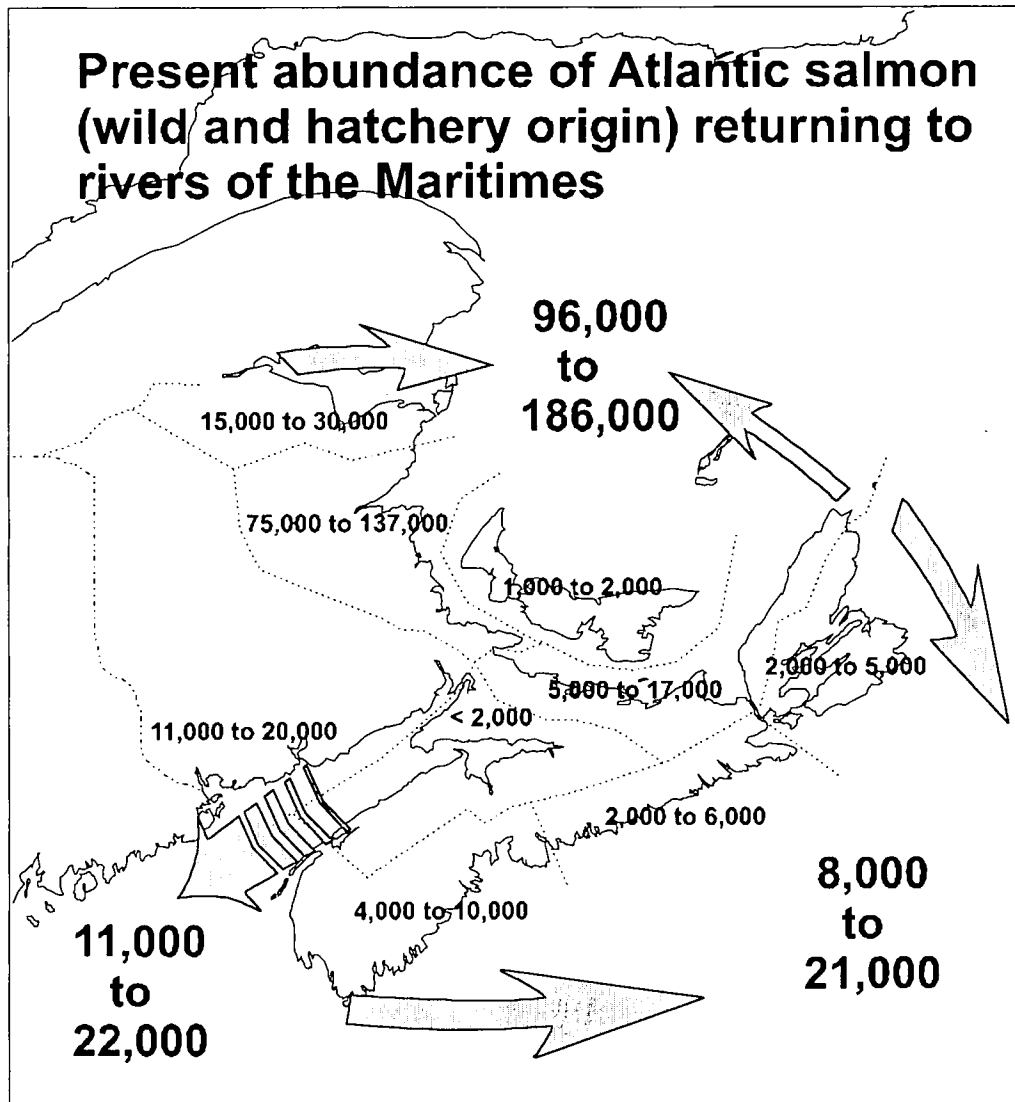 Present abundance of Atlantic salmon
(wild and hatchery origin) returning to
rivers of the Maritimes
96,000
to
186,000
15,000 to 30,000
75,000 to 137,000
1,000 to 2,000
2,000 to 5,000
5,000 to 17,000
< 2,000
11,000 to 20,000
2,000 to 6,000
4,000 to 10,000
8,000
to
21,000
11,000
to
22,000